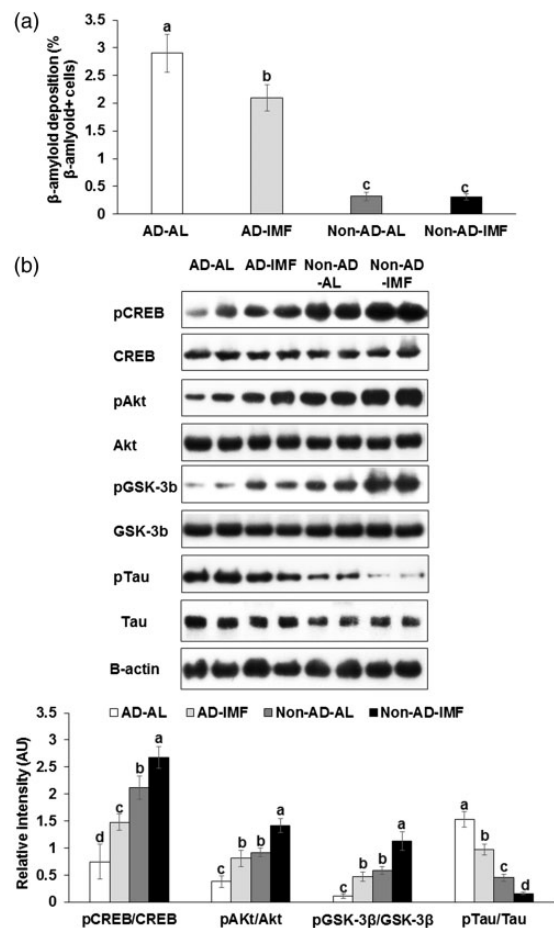 (a)
β-amyloid deposition (%
β-amlyoid+ cells)
3.5
3
2.5
2
1.5
1
0.5
0
a
b
c
c
AD-AL AD-IMF Non-AD-AL Non-AD-IMF
(b)
AD-AL AD-IMF Non-AD Non-AD
-AL -IMF
pCREB
CREB
pAkt
Akt
pGSK-3b
GSK-3b
pTau
Tau
B-actin
AD-AL AD-IMF Non-AD-AL Non-AD-IMF
Relative Intensity (AU)
3.5
3
2.5
2
1.5
1
0.5
0
d c b a
c b b a
c b b a
a b c d
pCREB/CREB pAKt/Akt pGSK-3β/GSK-3β pTau/Tau